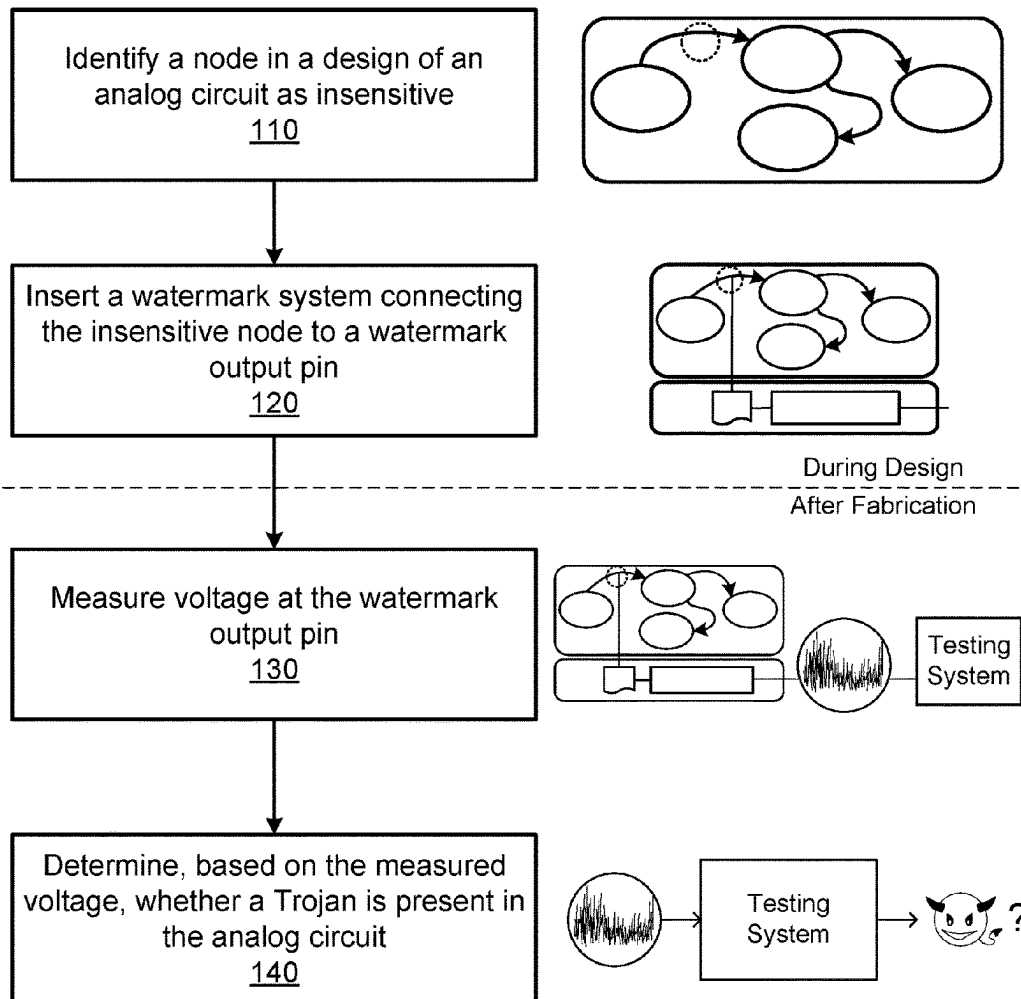 Identify a node in a design of an
analog circuit as insensitive
110
Insert a watermark system connecting
the insensitive node to a watermark
output pin
120
During Design
After Fabrication
Measure voltage at the watermark
output pin
130
Testing
System
Determine, based on the measured
voltage, whether a Trojan is present in
the analog circuit
140
Testing
System
?